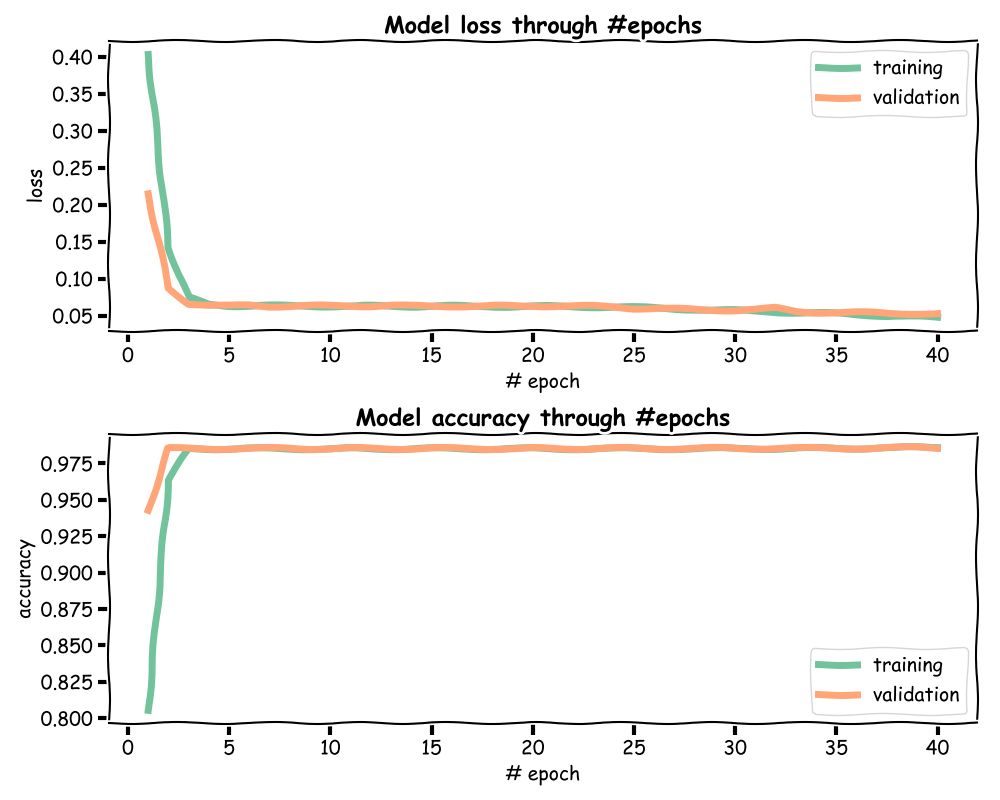 Model loss through #epochs
0.40
0.35
0.30
0.25
0.20
0.15
0.10
0.05
loss
training
validation
0 5 10 15 20 25 30 35 40
# epoch
Model accuracy through #epochs
0.975
0.950
0.925
0.900
0.875
0.850
0.825
0.800
accuracy
training
validation
0 5 10 15 20 25 30 35 40
# epoch